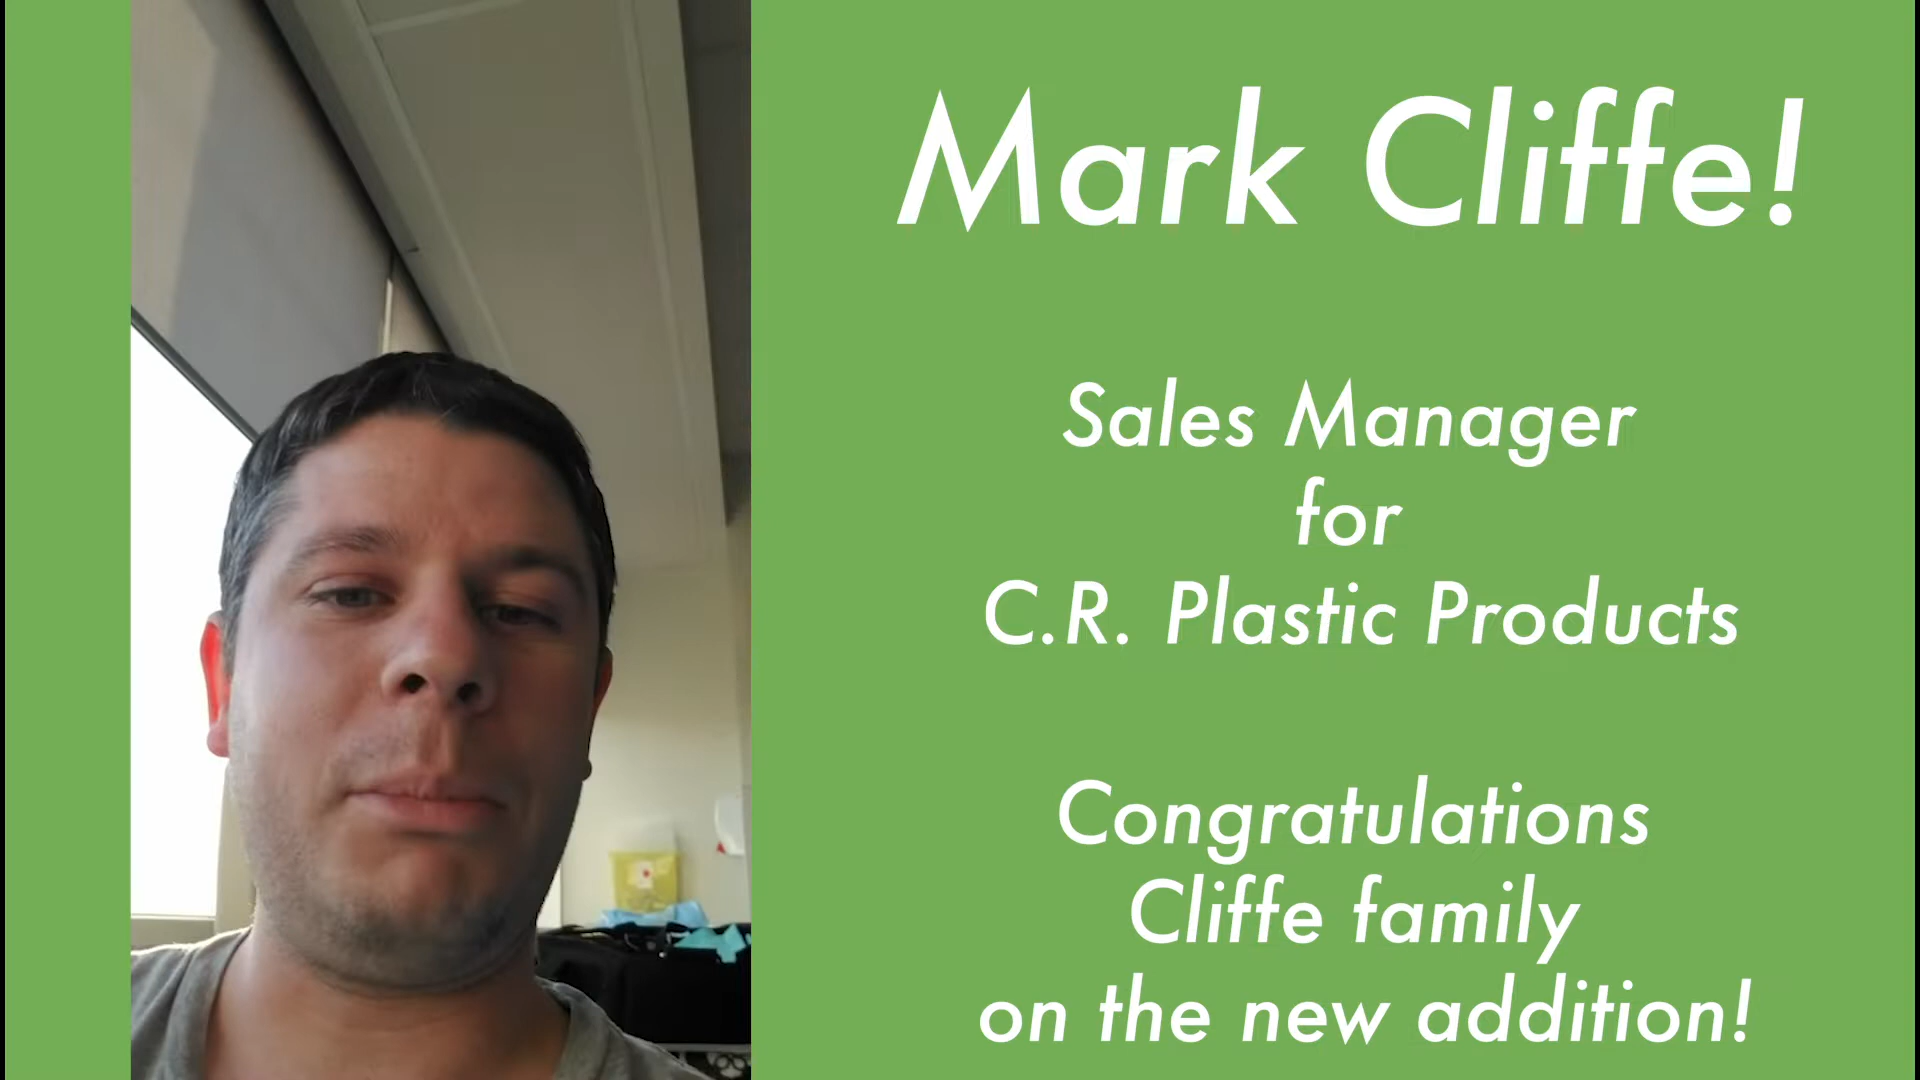 Mark Cliffe!
Sales Manager
for
C.R. Plastic Products
Congratulations
Cliffe family
on the new addition!